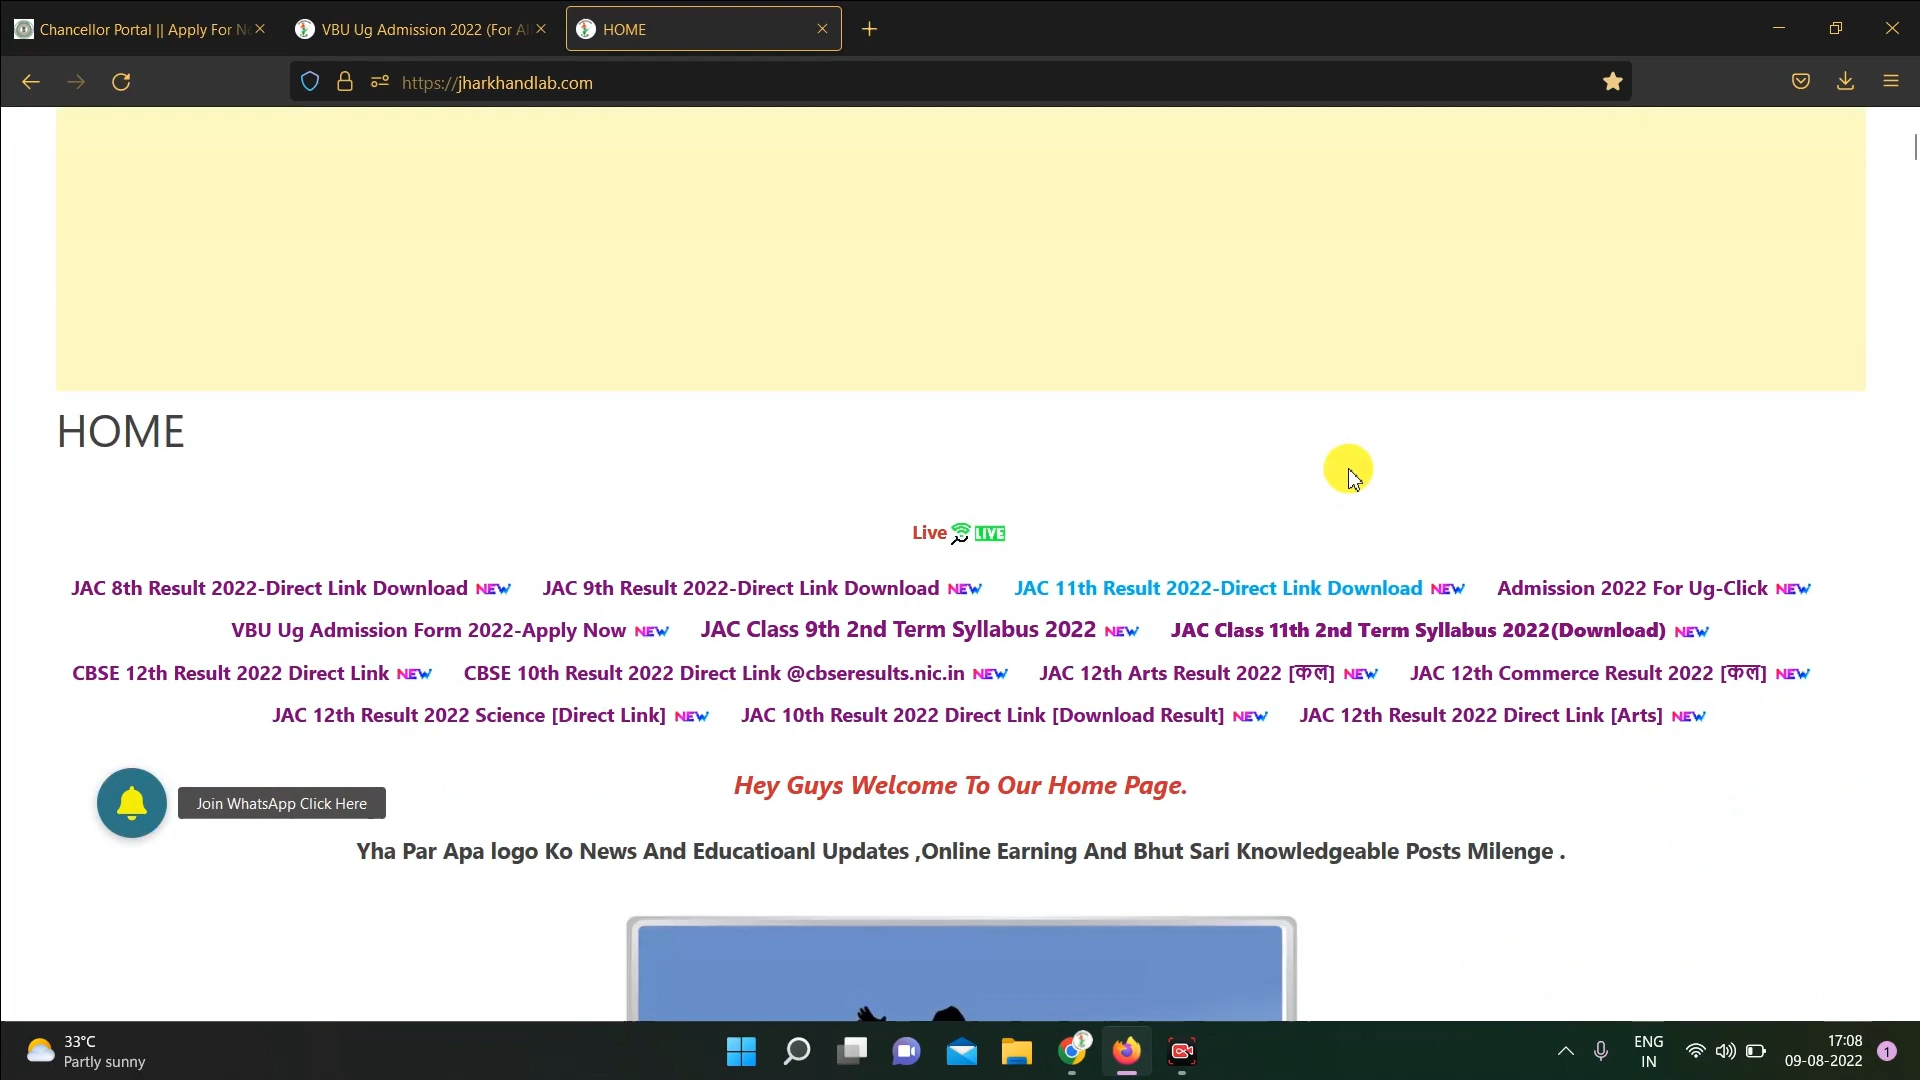 Chancellor Portal || Apply For N
VBU Ug Admission 2022 (For Al
HOME
https://jharkhandlab.com
HOME
Live LIVE
JAC 8th Result 2022-Direct Link Download NEW JAC 9th Result 2022-Direct Link Download NEW JAC 11th Result 2022-Direct Link Download NEW Admission 2022 For Ug-Click NEW
VBU Ug Admission Form 2022-Apply Now NEW JAC Class 9th 2nd Term Syllabus 2022 NEW JAC Class 11th 2nd Term Syllabus 2022(Download) NEW
CBSE 12th Result 2022 Direct Link NEW CBSE 10th Result 2022 Direct Link @cbseresults.nic.in NEW JAC 12th Arts Result 2022 [कल] NEW JAC 12th Commerce Result 2022 [कल] NEW
JAC 12th Result 2022 Science [Direct Link] NEW JAC 10th Result 2022 Direct Link [Download Result] NEW JAC 12th Result 2022 Direct Link [Arts] NEW
Hey Guys Welcome To Our Home Page.
Join WhatsApp Click Here
Yha Par Apa logo Ko News And Educatioanl Updates ,Online Earning And Bhut Sari Knowledgeable Posts Milenge .
33°C
Partly sunny
ENG
IN
17:08
09-08-2022
1